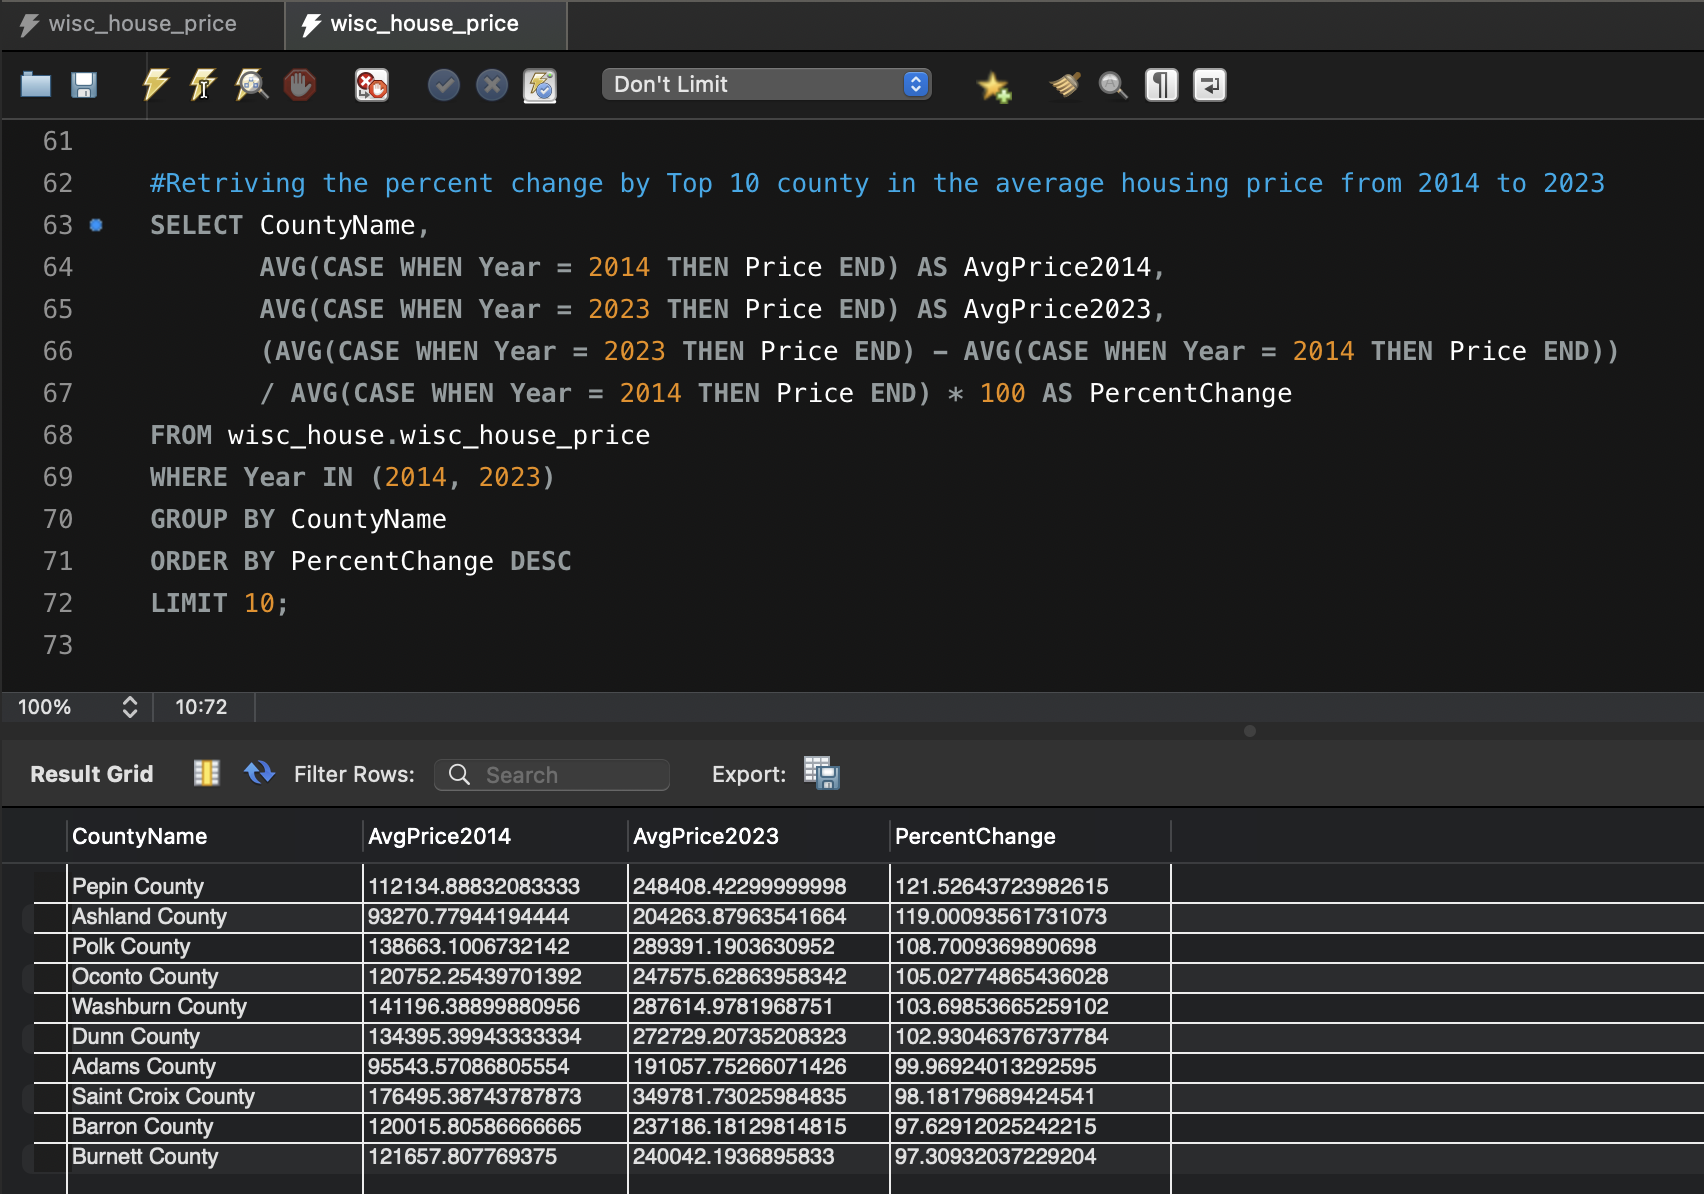 wisc_house_price wisc_house_price
Don't Limit
61
62 #Retriving the percent change by Top 10 county in the average housing price from 2014 to 2023
63 SELECT CountyName,
64 AVG(CASE WHEN Year = 2014 THEN Price END) AS AvgPrice2014,
65 AVG(CASE WHEN Year = 2023 THEN Price END) AS AvgPrice2023,
66 (AVG(CASE WHEN Year = 2023 THEN Price END) - AVG(CASE WHEN Year = 2014 THEN Price END))
67 / AVG(CASE WHEN Year = 2014 THEN Price END) * 100 AS PercentChange
68 FROM wisc_house.wisc_house_price
69 WHERE Year IN (2014, 2023)
70 GROUP BY CountyName
71 ORDER BY PercentChange DESC
72 LIMIT 10;
73
100% 10:72
Result Grid Filter Rows: Search Export:
CountyName AvgPrice2014 AvgPrice2023 PercentChange
Pepin County 112134.88832083333 248408.42299999998 121.52643723982615
Ashland County 93270.77944194444 204263.87963541664 119.00093561731073
Polk County 138663.1006732142 289391.1903630952 108.7009369890698
Oconto County 120752.25439701392 247575.62863958342 105.02774865436028
Washburn County 141196.38899880956 287614.9781968751 103.69853665259102
Dunn County 134395.39943333334 272729.20735208323 102.93046376737784
Adams County 95543.57086805554 191057.75266071426 99.96924013292595
Saint Croix County 176495.38743787873 349781.73025984835 98.18179689424541
Barron County 120015.80586666665 237186.18129814815 97.62912025242215
Burnett County 121657.807769375 240042.1936895833 97.30932037229204